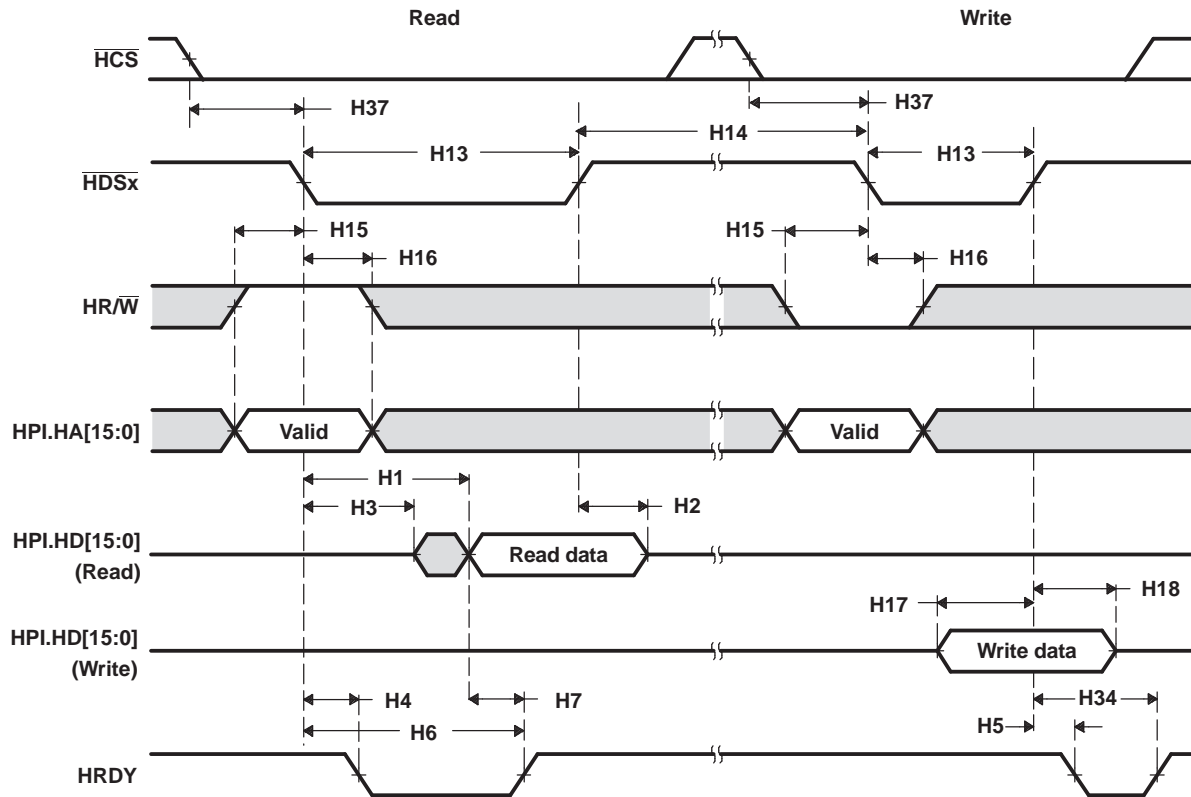 Read Write
H̅C̅S̅
H37 H37
H14
H13 H13
H̅D̅S̅x̅
H15 H15
H16 H16
HR/W̅
HPI.HA[15:0] Valid Valid
H1
H3 H2
HPI.HD[15:0]
(Read) Read data
H18
H17
HPI.HD[15:0]
(Write) Write data
H4 H7 H34
H6 H5
HRDY